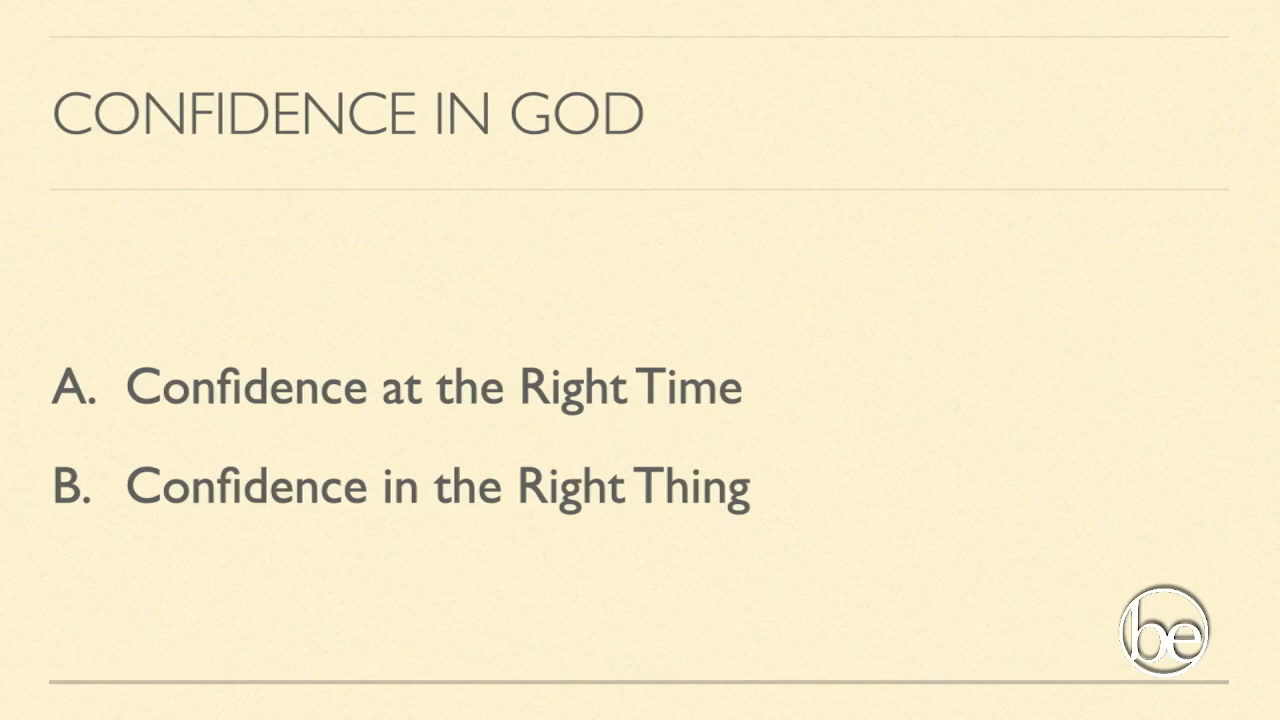 CONFIDENCE IN GOD
A. Confidence at the Right Time
B. Confidence in the Right Thing
be